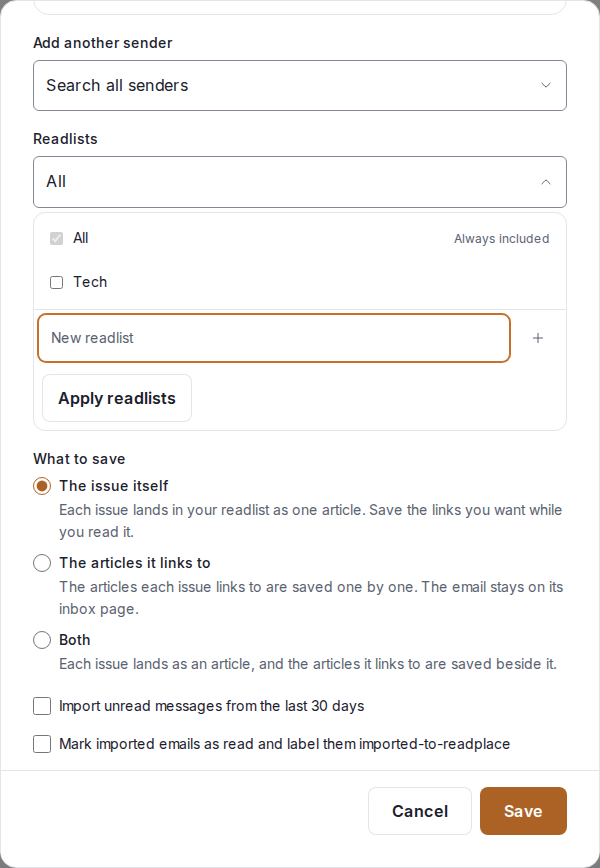 Add another sender
Search all senders
Readlists
All
All
Always included
Tech
New readlist
Apply readlists
What to save
The issue itself
Each issue lands in your readlist as one article. Save the links you want while
you read it.
The articles it links to
The articles each issue links to are saved one by one. The email stays on its
inbox page.
Both
Each issue lands as an article, and the articles it links to are saved beside it.
Import unread messages from the last 30 days
Mark imported emails as read and label them imported-to-readplace
Cancel
Save